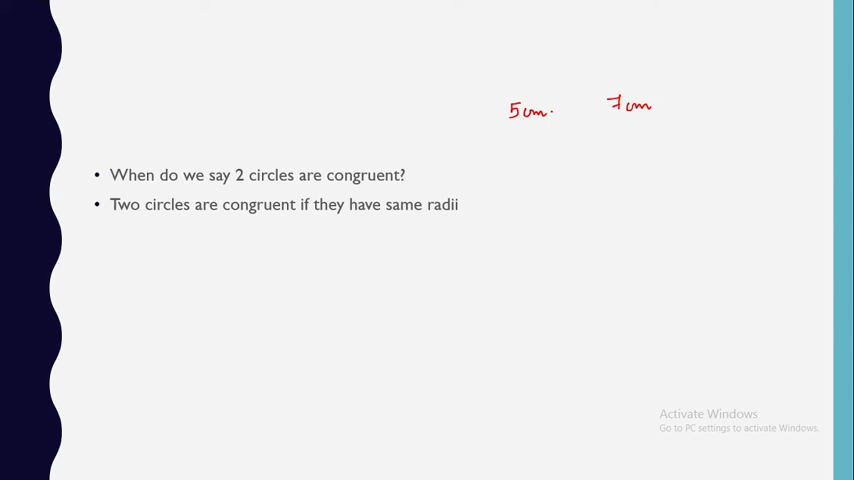 5cm. 7cm
• When do we say 2 circles are congruent?
• Two circles are congruent if they have same radii
Activate Windows
Go to PC settings to activate Windows.